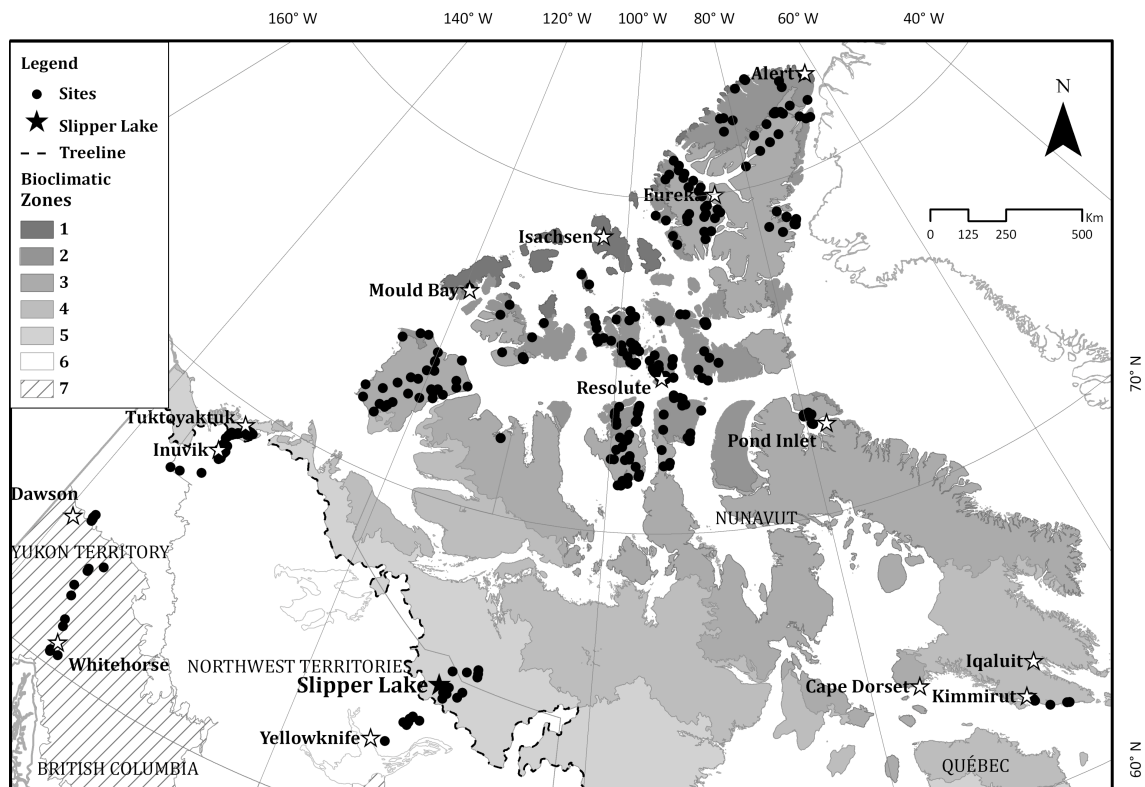 160° W 140° W 120° W 100° W 80° W 60° W 40° W
Legend
Sites
Slipper Lake
Treeline
Bioclimatic
Zones
1
2
3
4
5
6
7
N
Km
0 125 250 500
Alert
Eureka
Isachsen
Mould Bay
Resolute
Pond Inlet
Tuktoyaktuk
Inuvik
Dawson
NUNAVUT
YUKON TERRITORY
Whitehorse
NORTHWEST TERRITORIES
Slipper Lake
Yellowknife
Iqaluit
Cape Dorset
Kimmirut
BRITISH COLUMBIA
QUÉBEC
70° N
60° N